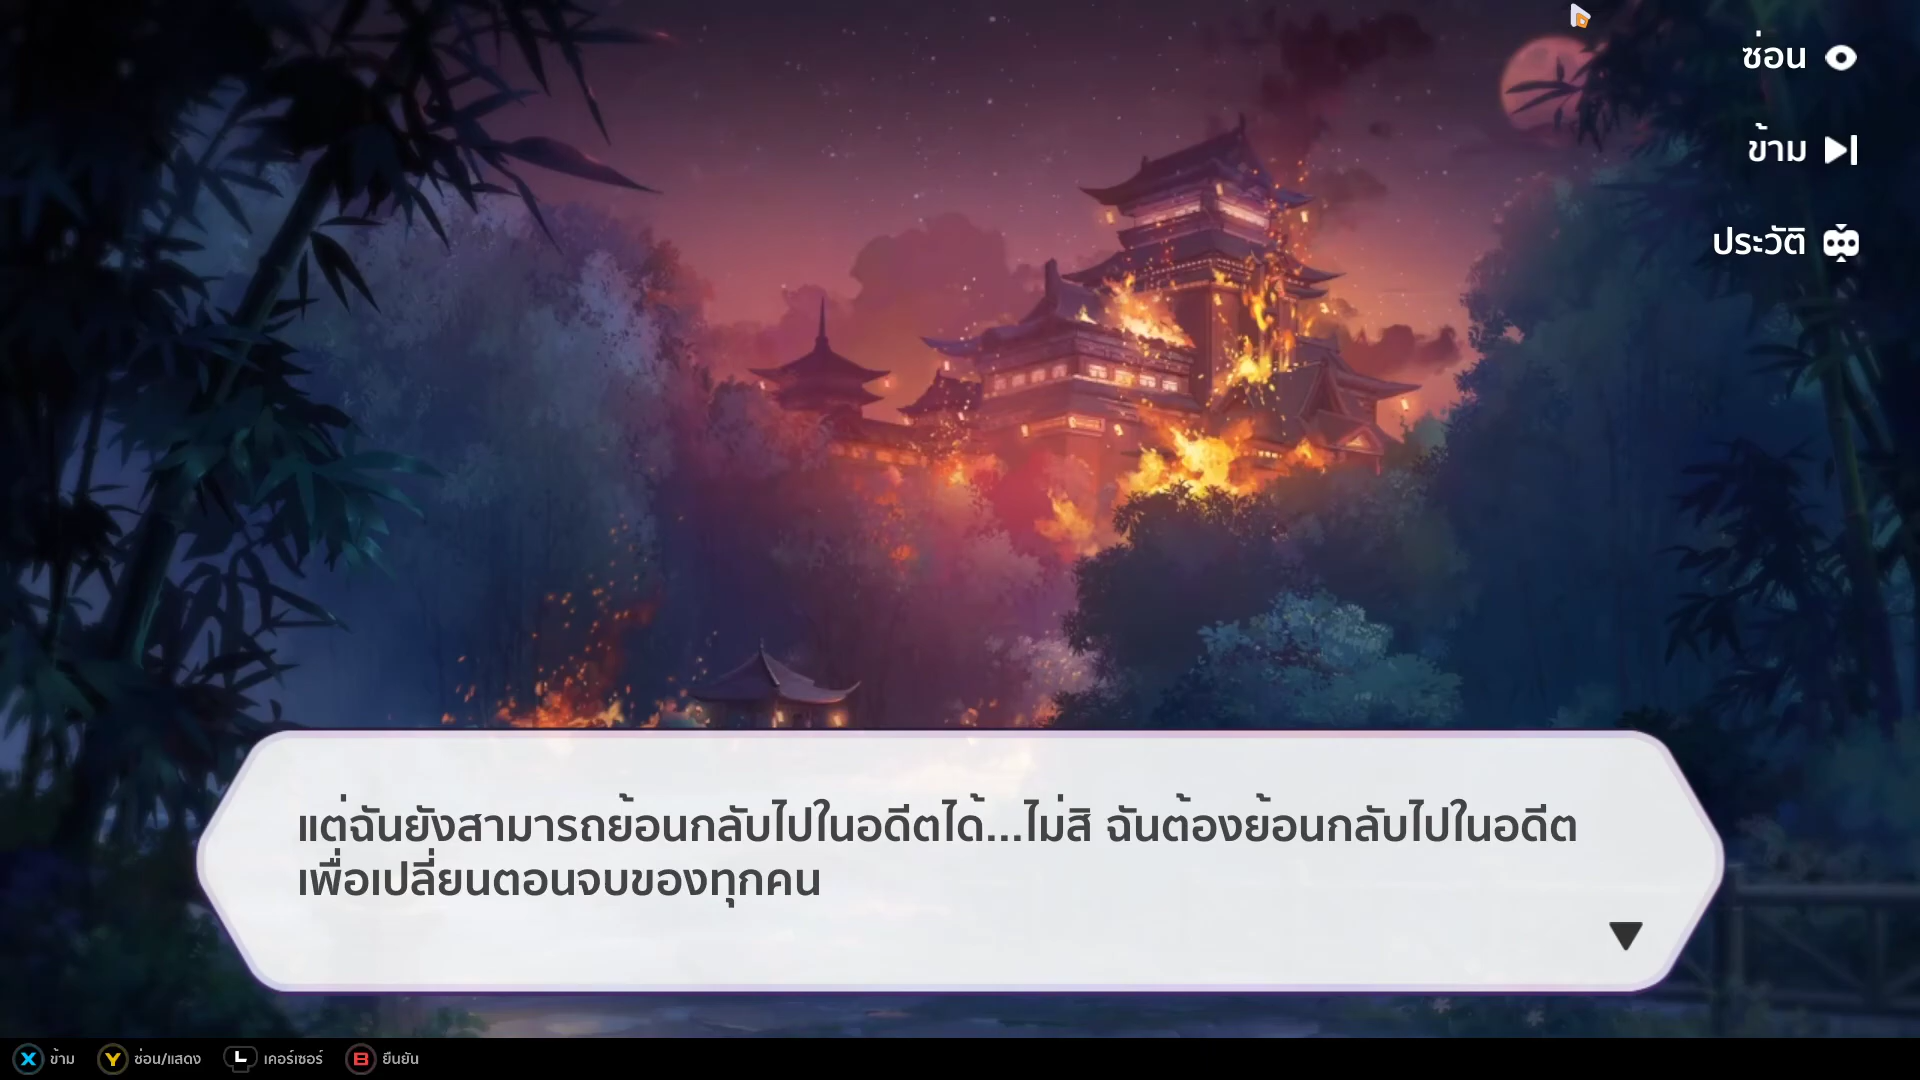 ซ่อน
ข้าม
ประวัติ
แต่ฉันยังสามารถย้อนกลับไปในอดีตได้...ไม่สิ ฉันต้องย้อนกลับไปในอดีต
เพื่อเปลี่ยนตอนจบของทุกคน
X ข้าม Y ซ่อน/แสดง L เคอร์เซอร์ B ยืนยัน